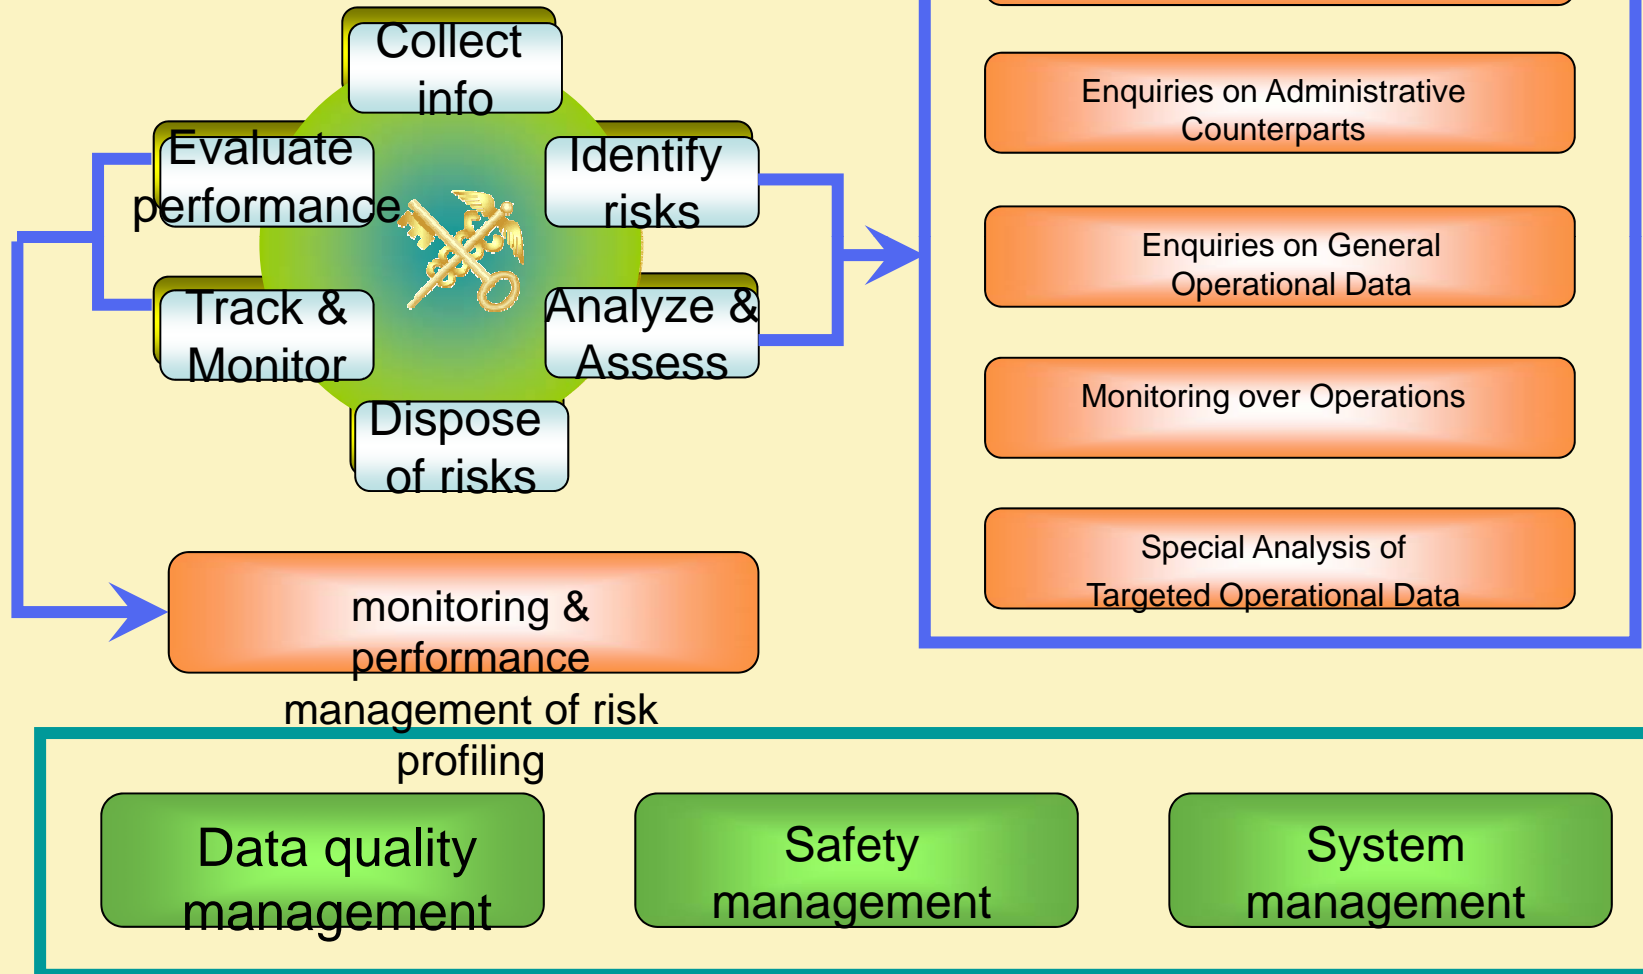 Collect
info
Evaluate
performance
Identify
risks
Track &
Monitor
Analyze &
Assess
Dispose
of risks
monitoring &
performance
management of risk
profiling
Enquiries on Administrative
Counterparts
Enquiries on General
Operational Data
Monitoring over Operations
Special Analysis of
Targeted Operational Data
Data quality
management
Safety
management
System
management